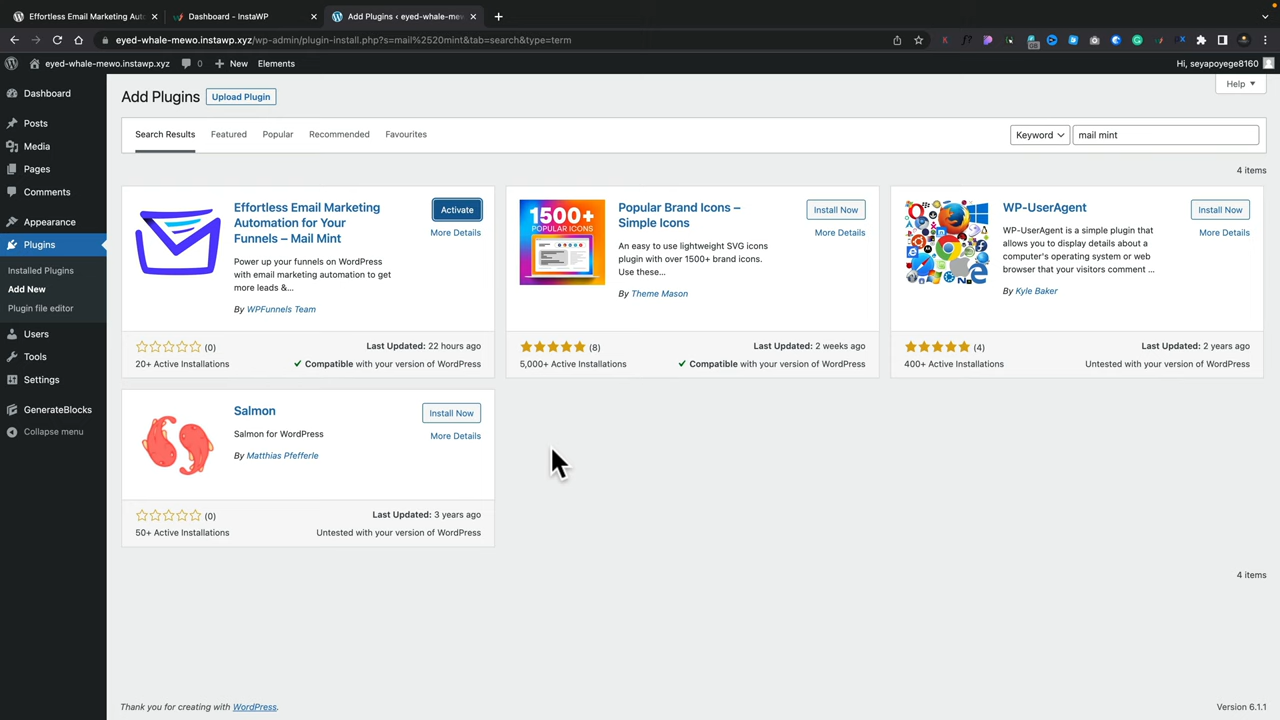 Effortless Email Marketing Auto
Dashboard - InstaWP
Add Plugins ‹ eyed-whale-mewo
eyed-whale-mewo.instawp.xyz/wp-admin/plugin-install.php?s=mail%2520mint&tab=search&type=term
eyed-whale-mewo.instawp.xyz
0
New
Elements
Hi, seyapoyege8160
Dashboard
Posts
Media
Pages
Comments
Appearance
Plugins
Installed Plugins
Add New
Plugin file editor
Users
Tools
Settings
GenerateBlocks
Collapse menu
Add Plugins
Upload Plugin
Help
Search Results
Featured
Popular
Recommended
Favourites
Keyword
mail mint
4 items
Effortless Email Marketing
Automation for Your
Funnels – Mail Mint
Activate
More Details
Power up your funnels on WordPress
with email marketing automation to get
more leads &...
By WPFunnels Team
(0)
Last Updated: 22 hours ago
20+ Active Installations
Compatible with your version of WordPress
1500+
POPULAR ICONS
Popular Brand Icons –
Simple Icons
Install Now
More Details
An easy to use lightweight SVG icons
plugin with over 1500+ brand icons.
Use these...
By Theme Mason
(8)
Last Updated: 2 weeks ago
5,000+ Active Installations
Compatible with your version of WordPress
WP-UserAgent
Install Now
More Details
WP-UserAgent is a simple plugin that
allows you to display details about a
computer's operating system or web
browser that your visitors comment ...
By Kyle Baker
(4)
Last Updated: 2 years ago
400+ Active Installations
Untested with your version of WordPress
Salmon
Install Now
More Details
Salmon for WordPress
By Matthias Pfefferle
(0)
Last Updated: 3 years ago
50+ Active Installations
Untested with your version of WordPress
4 items
Thank you for creating with WordPress.
Version 6.1.1